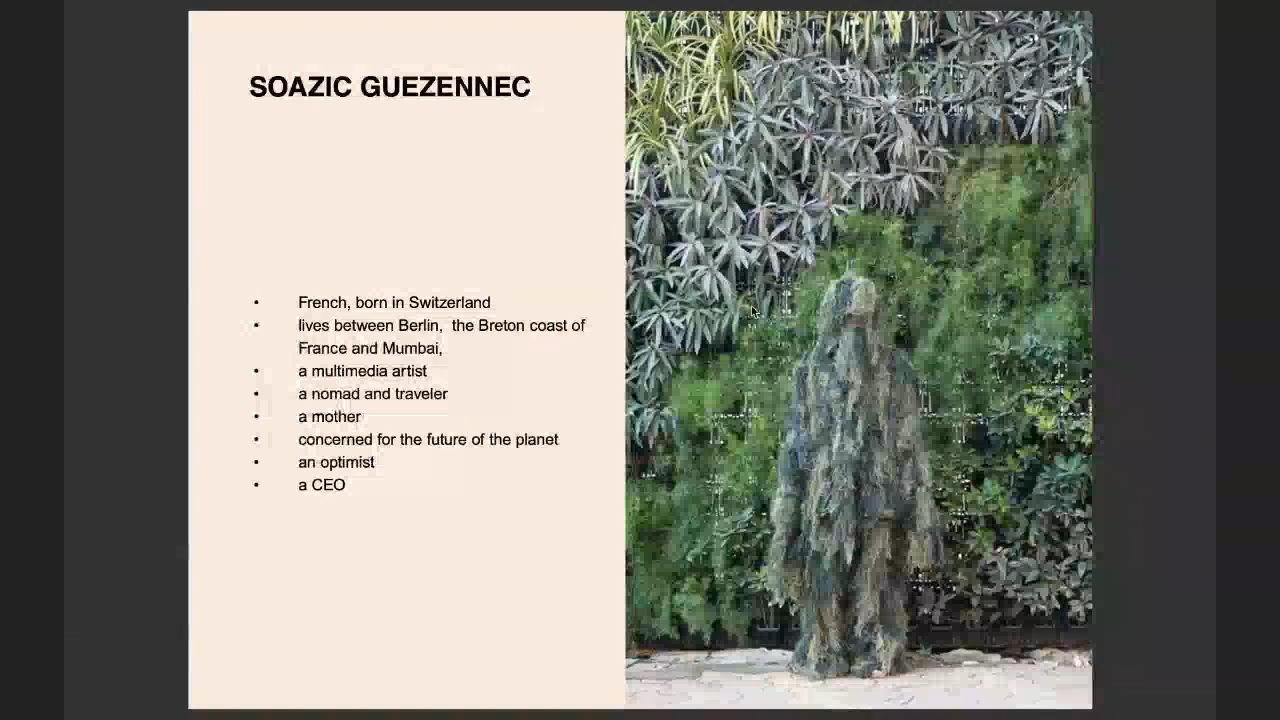 SOAZIC GUEZENNEC
• French, born in Switzerland
• lives between Berlin,  the Breton coast of
France and Mumbai,
• a multimedia artist
• a nomad and traveler
• a mother
• concerned for the future of the planet
• an optimist
• a CEO